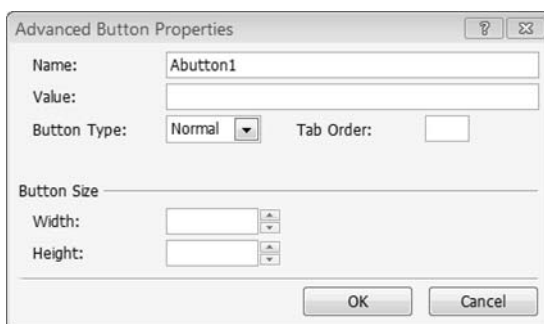 Advanced Button Properties
Name: Abutton1
Value:
Button Type: Normal Tab Order:
Button Size
Width:
Height:
OK Cancel